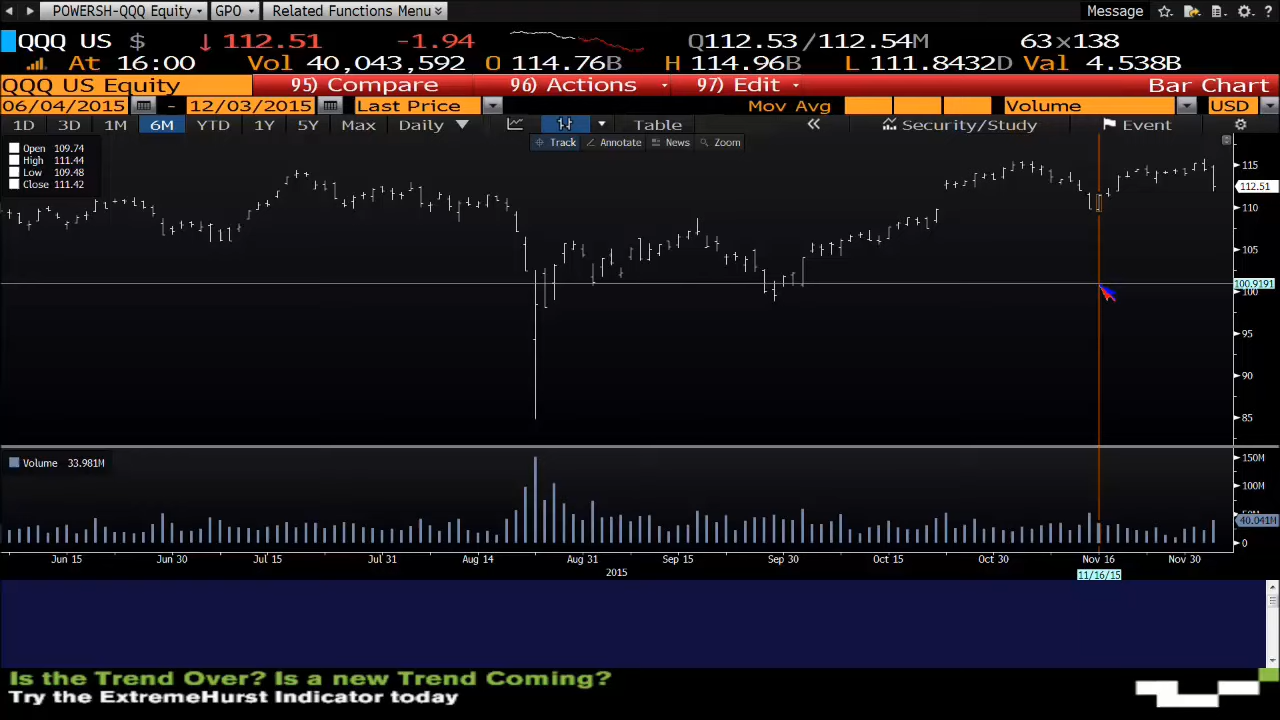 POWERSH-QQQ Equity GPO Related Functions Menu Message ?
QQQ US $ ↓ 112.51 -1.94 Q112.53/112.54M 63x138
At 16:00 Vol 40,043,592 O 114.76B H 114.96B L 111.8432D Val 4.538B
QQQ US Equity 95) Compare 96) Actions 97) Edit Bar Chart
06/04/2015 - 12/03/2015 Last Price Mov Avg Volume USD
1D 3D 1M 6M YTD 1Y 5Y Max Daily Table Security/Study Event
Track Annotate News Zoom
Open 109.74
High 111.44
Low 109.48
Close 111.42
115
112.51
110
105
100.9191
100
95
90
85
Volume 33.981M
150M
100M
40.041M
0
Jun 15 Jun 30 Jul 15 Jul 31 Aug 14 Aug 31 Sep 15 Sep 30 Oct 15 Oct 30 Nov 16 Nov 30
2015
11/16/15
Is the Trend Over? Is a new Trend Coming?
Try the ExtremeHurst Indicator today